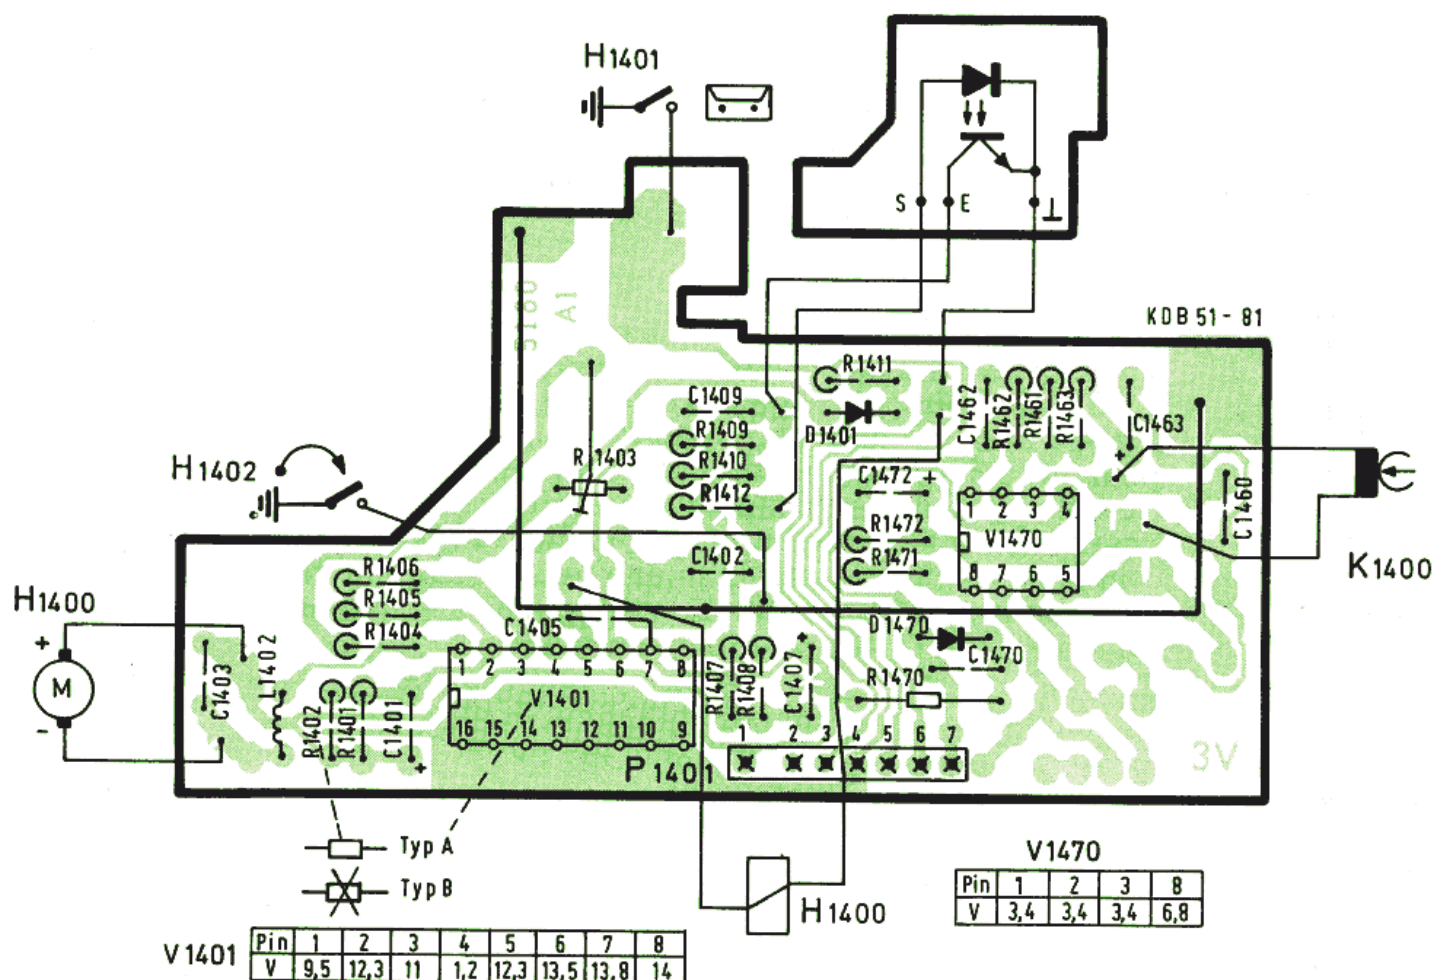 H1401
S E ⊥
3160
A1
KDB 51 - 81
R1411
C1409
D1401
C1462
R1462
R1461
R1463
C1463
+
R1409
R1403
R1410
R1412
H1402
C1472 +
1 2 3 4
V1470
8 7 6 5
C1460
R1472
R1471
K1400
C1402
R1406
R1405
R1404
H1400
+
M
-
C1405
1 2 3 4 5 6 7 8
V1401
16 15 14 13 12 11 10 9
D1470
C1470
R1470
C1403
L1402
R1402
R1401
C1401
+
R1407
R1408
C1407
+
1 2 3 4 5 6 7
P1401
3V
Typ A
Typ B
H1400
V1470
Pin 1 2 3 8
V 3,4 3,4 3,4 6,8
V1401
Pin 1 2 3 4 5 6 7 8
V 9,5 12,3 11 1,2 12,3 13,5 13,8 14